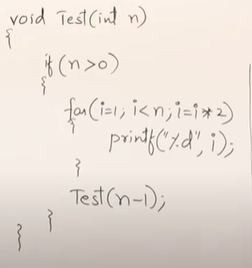 void Test(int n)
{
if(n>0)
{
for(i=1; i<n; i=i*2)
printf("%d", i);
}
Test(n-1);
}
}